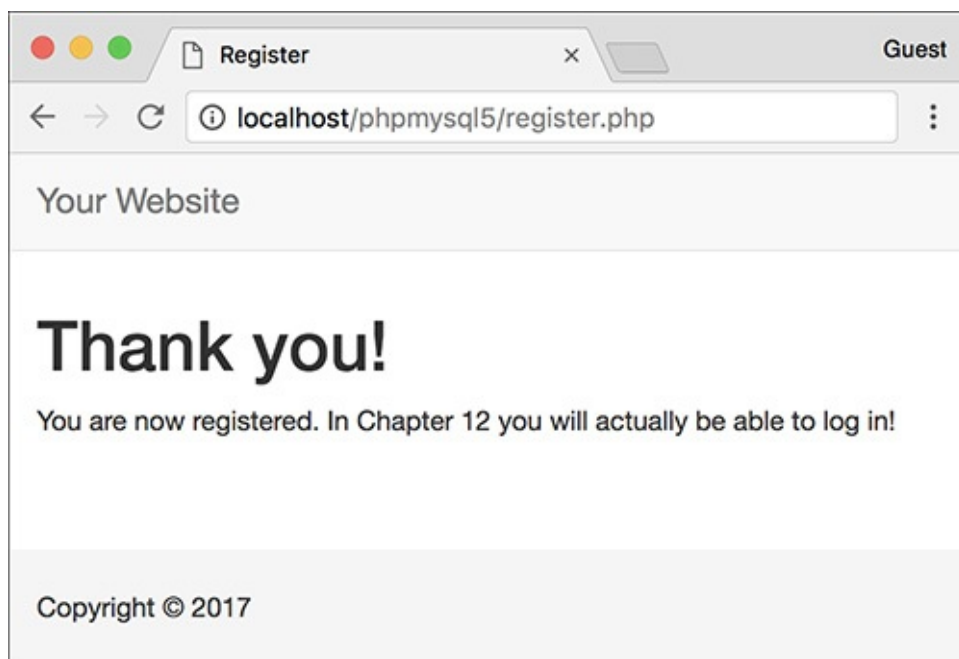 Register
Guest
localhost/phpmysql5/register.php
Your Website
Thank you!
You are now registered. In Chapter 12 you will actually be able to log in!
Copyright © 2017